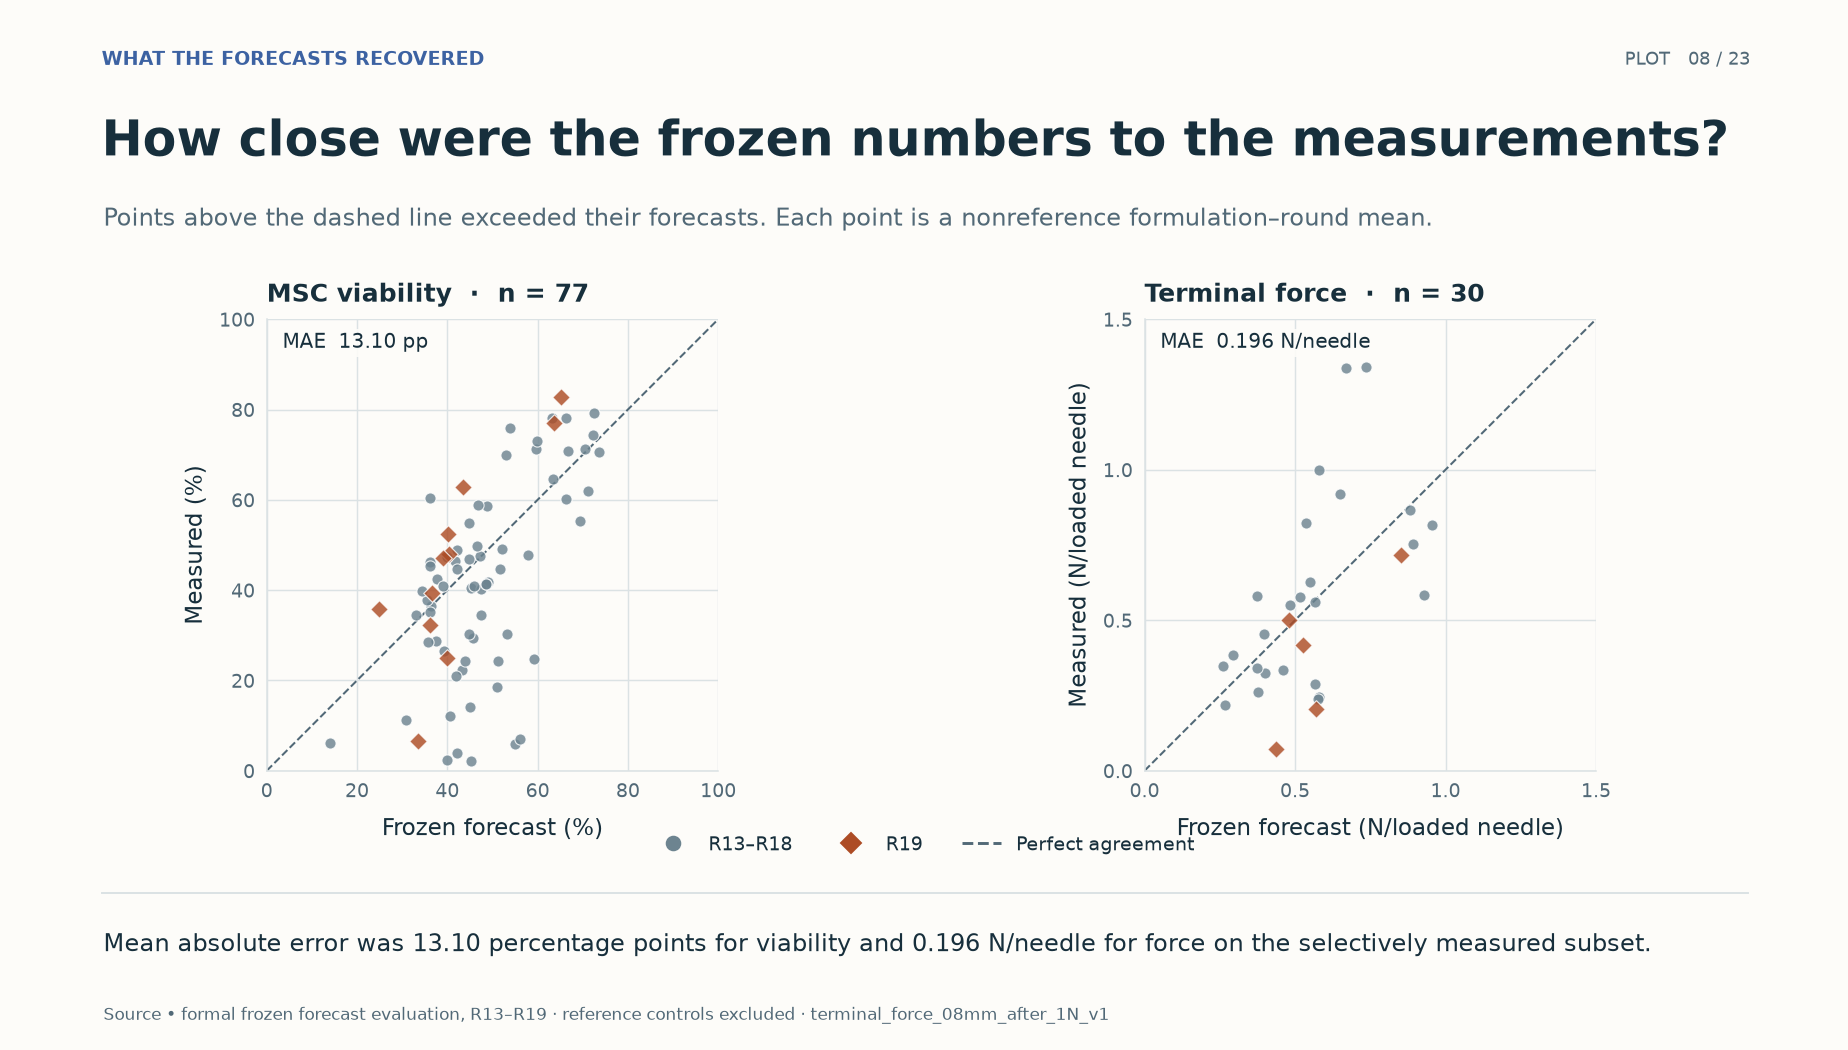 WHAT THE FORECASTS RECOVERED
PLOT 08 / 23
How close were the frozen numbers to the measurements?
Points above the dashed line exceeded their forecasts. Each point is a nonreference formulation–round mean.
MSC viability · n = 77
MAE 13.10 pp
100
80
60
40
20
0
Measured (%)
0 20 40 60 80 100
Frozen forecast (%)
Terminal force · n = 30
MAE 0.196 N/needle
1.5
1.0
0.5
0.0
Measured (N/loaded needle)
0.0 0.5 1.0 1.5
Frozen forecast (N/loaded needle)
R13–R18 R19 Perfect agreement
Mean absolute error was 13.10 percentage points for viability and 0.196 N/needle for force on the selectively measured subset.
Source • formal frozen forecast evaluation, R13–R19 · reference controls excluded · terminal_force_08mm_after_1N_v1